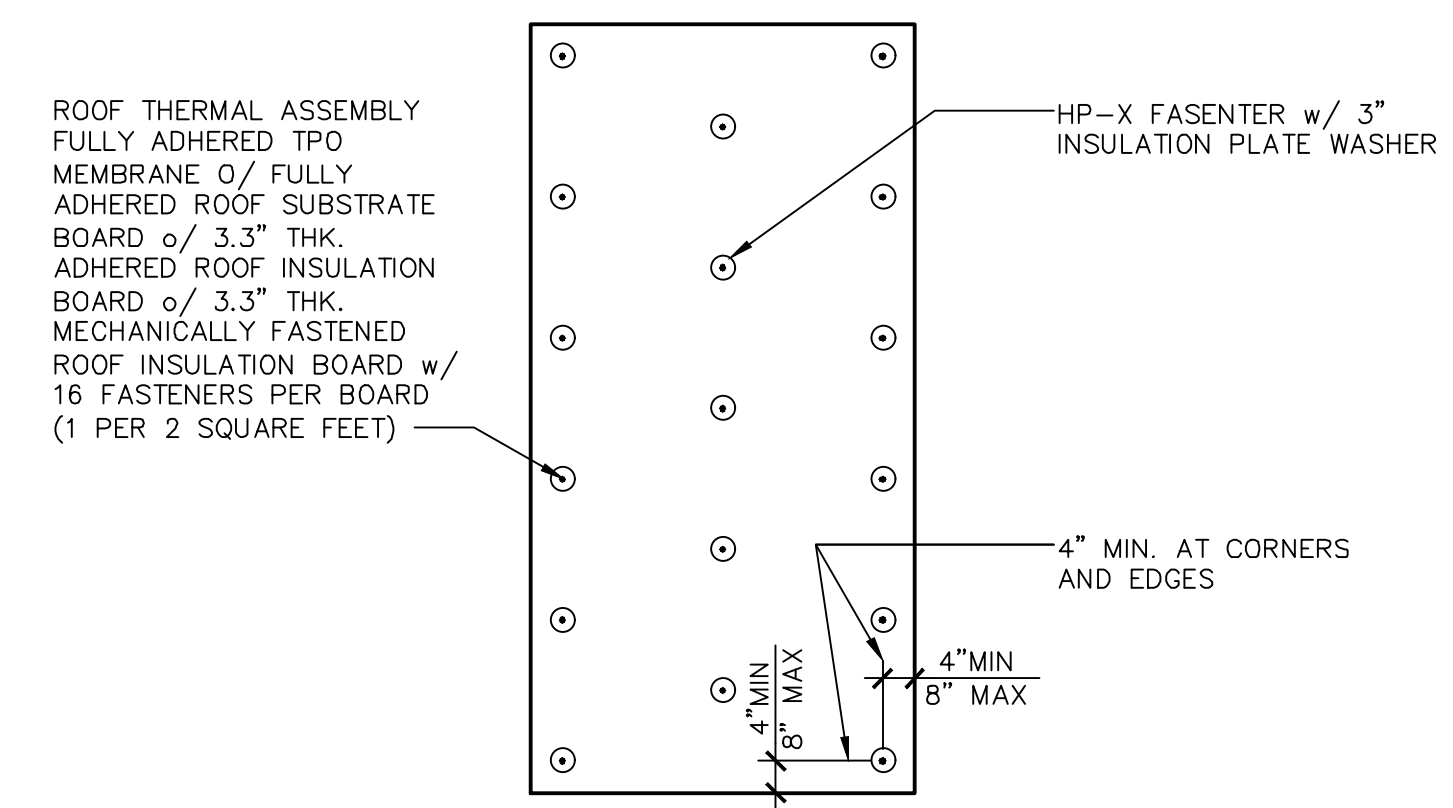 ROOF THERMAL ASSEMBLY
FULLY ADHERED TPO
MEMBRANE O/ FULLY
ADHERED ROOF SUBSTRATE
BOARD o/ 3.3" THK.
ADHERED ROOF INSULATION
BOARD o/ 3.3" THK.
MECHANICALLY FASTENED
ROOF INSULATION BOARD w/
16 FASTENERS PER BOARD
(1 PER 2 SQUARE FEET)
HP-X FASENTER w/ 3"
INSULATION PLATE WASHER
4" MIN. AT CORNERS
AND EDGES
4"MIN
8" MAX
4"MIN
8" MAX